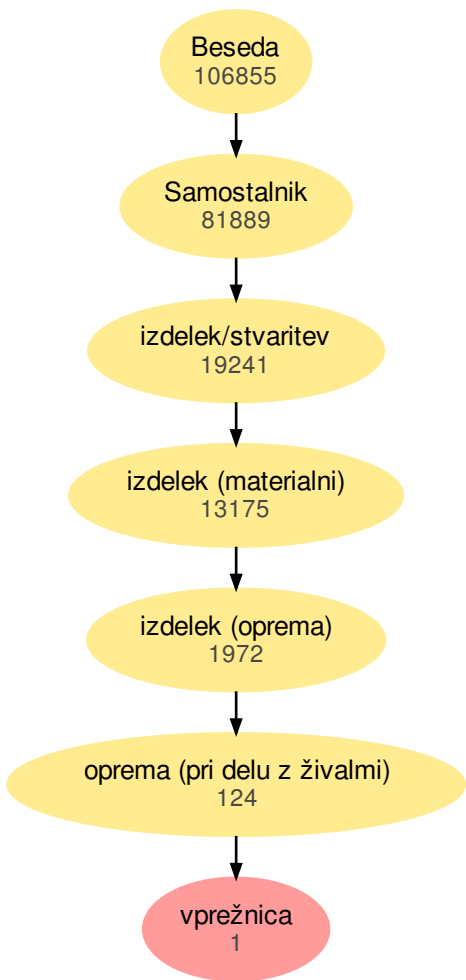 Beseda
106855
Samostalnik
81889
izdelek/stvaritev
19241
izdelek (materialni)
13175
izdelek (oprema)
1972
oprema (pri delu z živalmi)
124
vprežnica
1